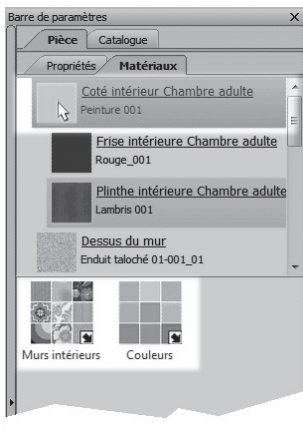 Barre de paramètres
Pièce
Catalogue
Propriétés
Matériaux
Coté intérieur Chambre adulte
Peinture 001
Frise intérieure Chambre adulte
Rouge_001
Plinthe intérieure Chambre adulte
Lambris 001
Dessus du mur
Enduit taloché 01-001_01
Murs intérieurs
Couleurs